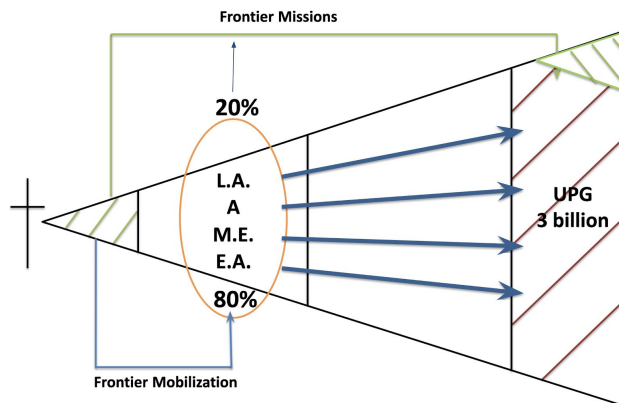 Frontier Missions
20%
L.A.
A
M.E.
E.A.
80%
UPG
3 billion
Frontier Mobilization